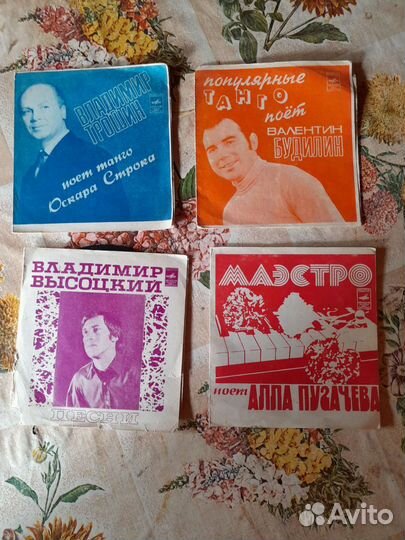 ВЛАДИМИР
ТРОШИН
поет танго
Оскара Строка
популярные
ТАНГО
поёт
ВАЛЕНТИН
БУДИЛИН
ВЛАДИМИР
ВЫСОЦКИЙ
ПЕСНИ
МАЭСТРО
поет АЛЛА ПУГАЧЕВА
Avito